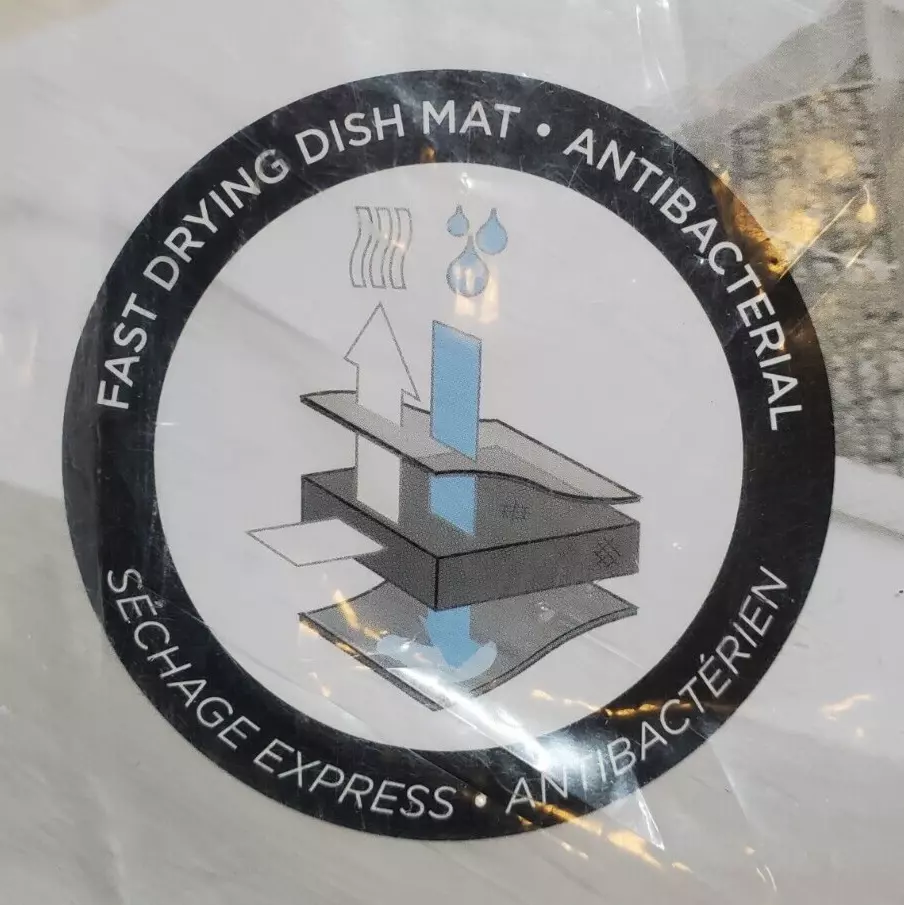 FAST DRYING DISH MAT • ANTIBACTERIAL
SÉCHAGE EXPRESS • ANTIBACTÉRIEN